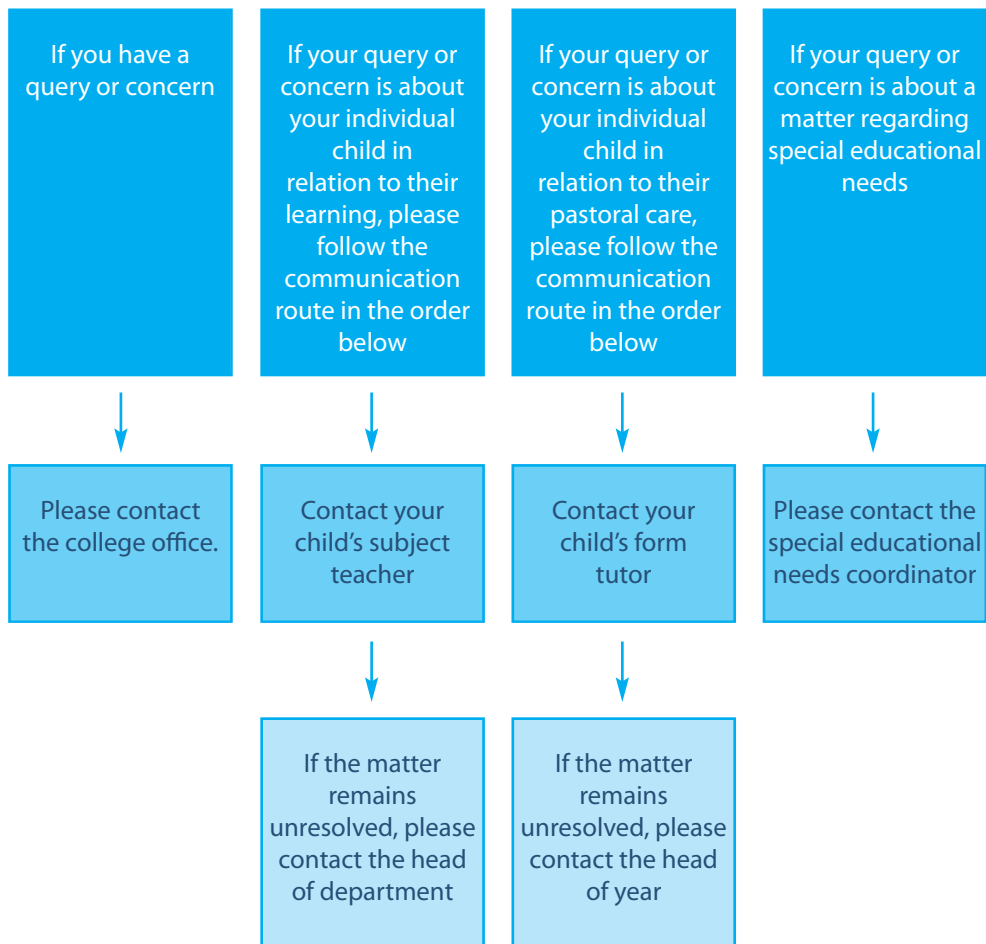 If you have a
query or concern
If your query or
concern is about
your individual
child in
relation to their
learning, please
follow the
communication
route in the order
below
If your query or
concern is about
your individual
child in
relation to their
pastoral care,
please follow the
communication
route in the order
below
If your query or
concern is about a
matter regarding
special educational
needs
Please contact
the college office.
Contact your
child’s subject
teacher
Contact your
child’s form
tutor
Please contact the
special educational
needs coordinator
If the matter
remains
unresolved, please
contact the head
of department
If the matter
remains
unresolved, please
contact the head
of year